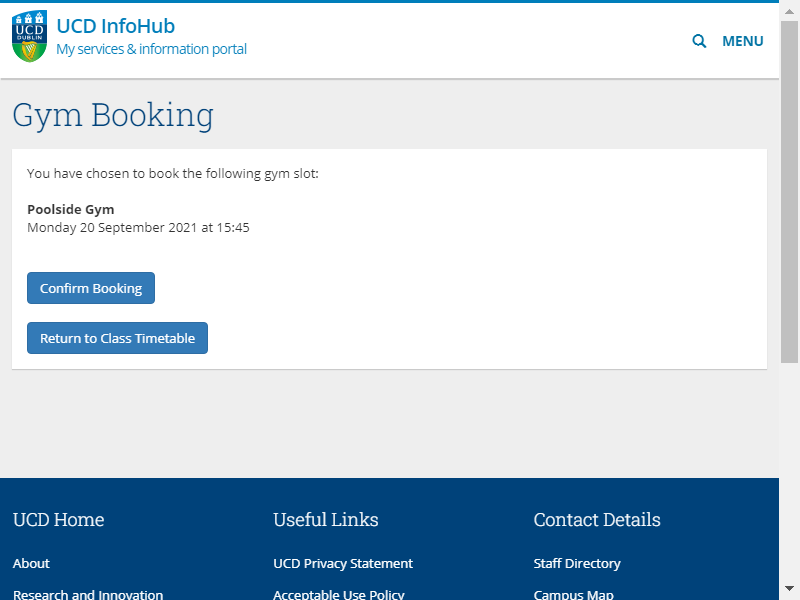 UCD
DUBLIN
UCD InfoHub
My services & information portal
MENU
Gym Booking
You have chosen to book the following gym slot:
Poolside Gym
Monday 20 September 2021 at 15:45
Confirm Booking
Return to Class Timetable
UCD Home
Useful Links
Contact Details
About
UCD Privacy Statement
Staff Directory
Research and Innovation
Acceptable Use Policy
Campus Map